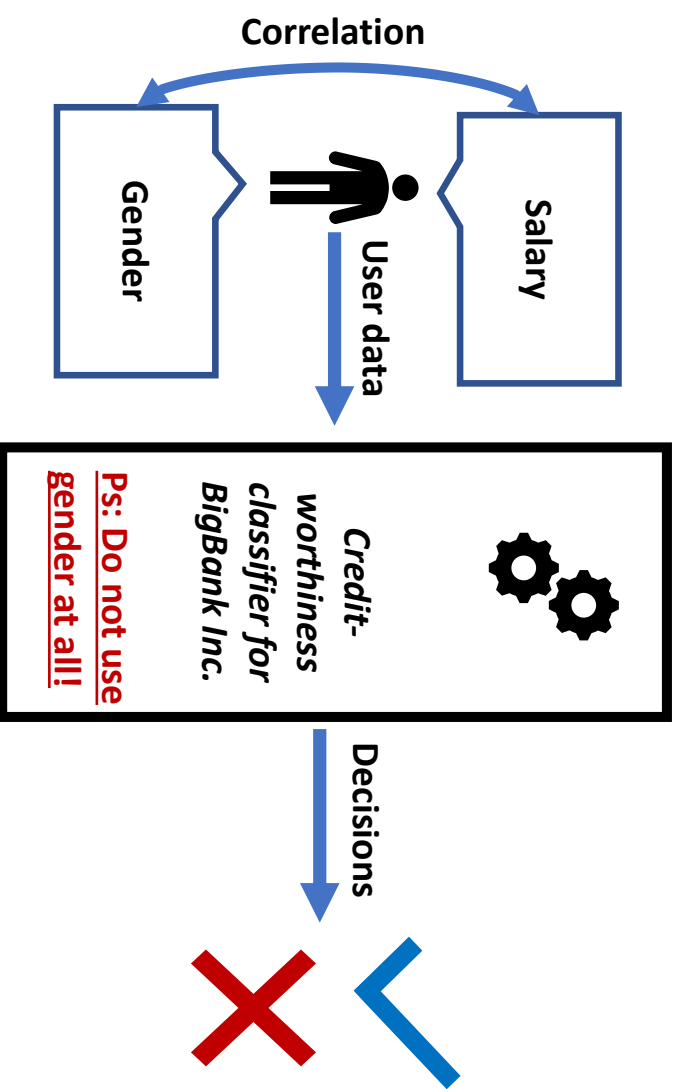 Correlation
Salary
Gender
User data
Credit-
worthiness
classifier for
BigBank Inc.
Ps: Do not use
gender at all!
Decisions